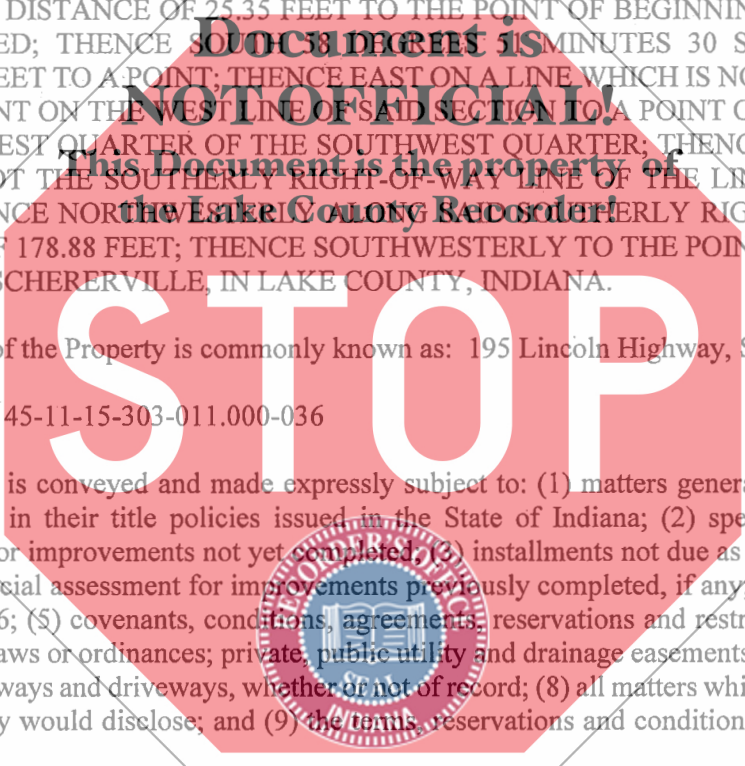 DISTANCE OF 25.35 FEET TO THE POINT OF BEGINNIN
Document is
ED; THENCE SOUTH 58 DEGREES 51 MINUTES 30 S
EET TO A POINT; THENCE EAST ON A LINE WHICH IS NO
NOT OFFICIAL!
NT ON THE WEST LINE OF SAID SECTION TO A POINT O
EST QUARTER OF THE SOUTHWEST QUARTER; THENC
This Document is the property of
OT THE SOUTHERLY RIGHT-OF-WAY LINE OF THE LIN
the Lake County Recorder!
NCE NORTHWESTERLY ALONG SAID SOUTHERLY RIG
F 178.88 FEET; THENCE SOUTHWESTERLY TO THE POIN
SCHERERVILLE, IN LAKE COUNTY, INDIANA.
STOP
of the Property is commonly known as: 195 Lincoln Highway, S
45-11-15-303-011.000-036
is conveyed and made expressly subject to: (1) matters genera
in their title policies issued in the State of Indiana; (2) spe
or improvements not yet completed; (3) installments not due as
cial assessment for improvements previously completed, if any;
6; (5) covenants, conditions, agreements, reservations and restr
aws or ordinances; private, public utility and drainage easements
ways and driveways, whether or not of record; (8) all matters whi
y would disclose; and (9) the terms, reservations and condition
SEAL
INDIANA